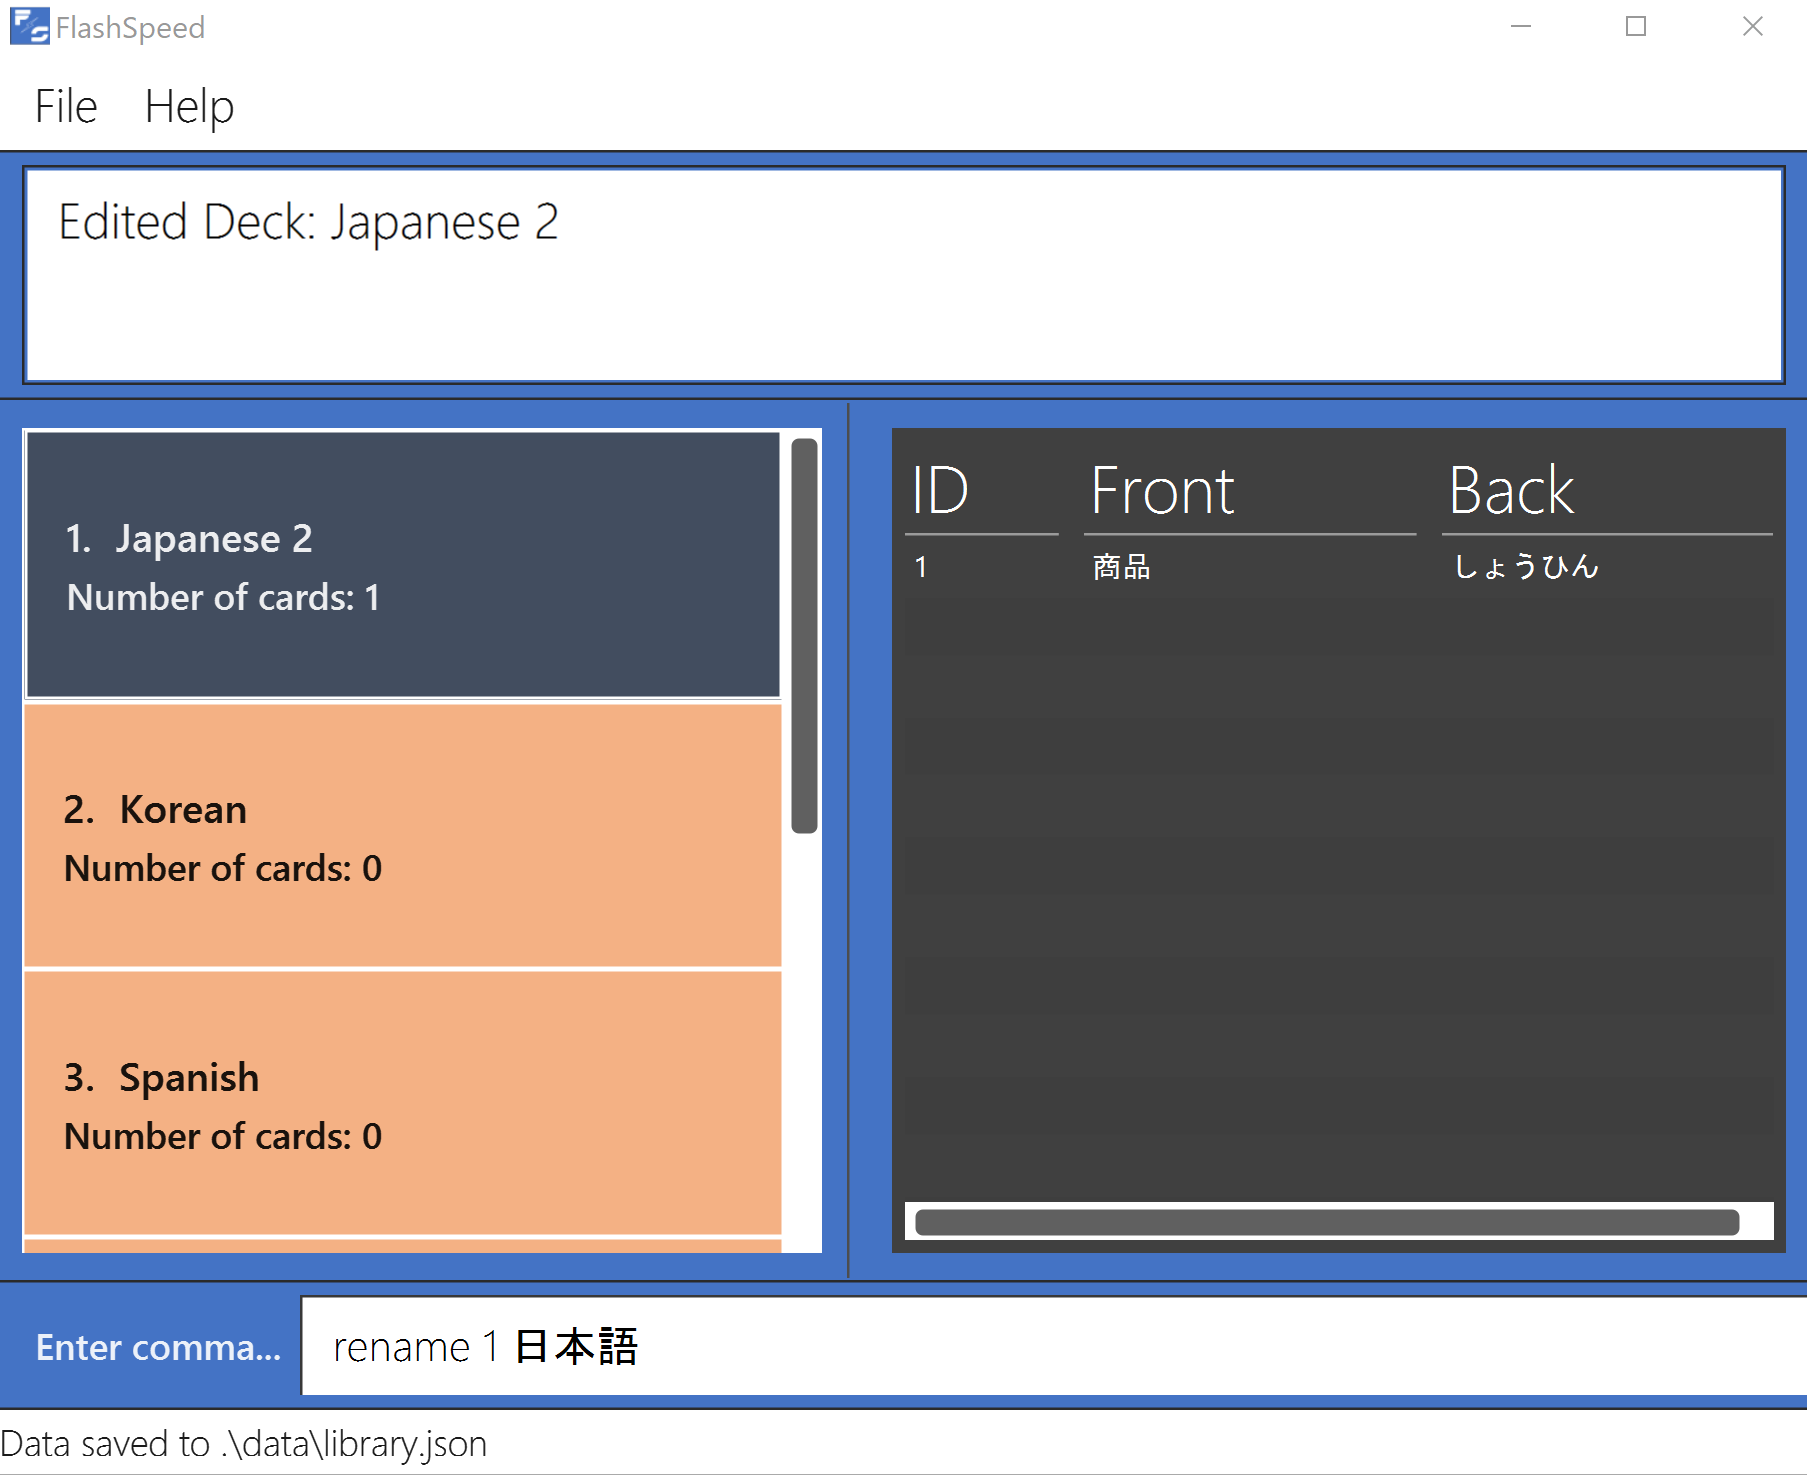 FlashSpeed
File Help
Edited Deck: Japanese 2
1. Japanese 2
Number of cards: 1
2. Korean
Number of cards: 0
3. Spanish
Number of cards: 0
ID Front Back
1 商品 しょうひん
Enter comma...
rename 1 日本語
Data saved to .\data\library.json